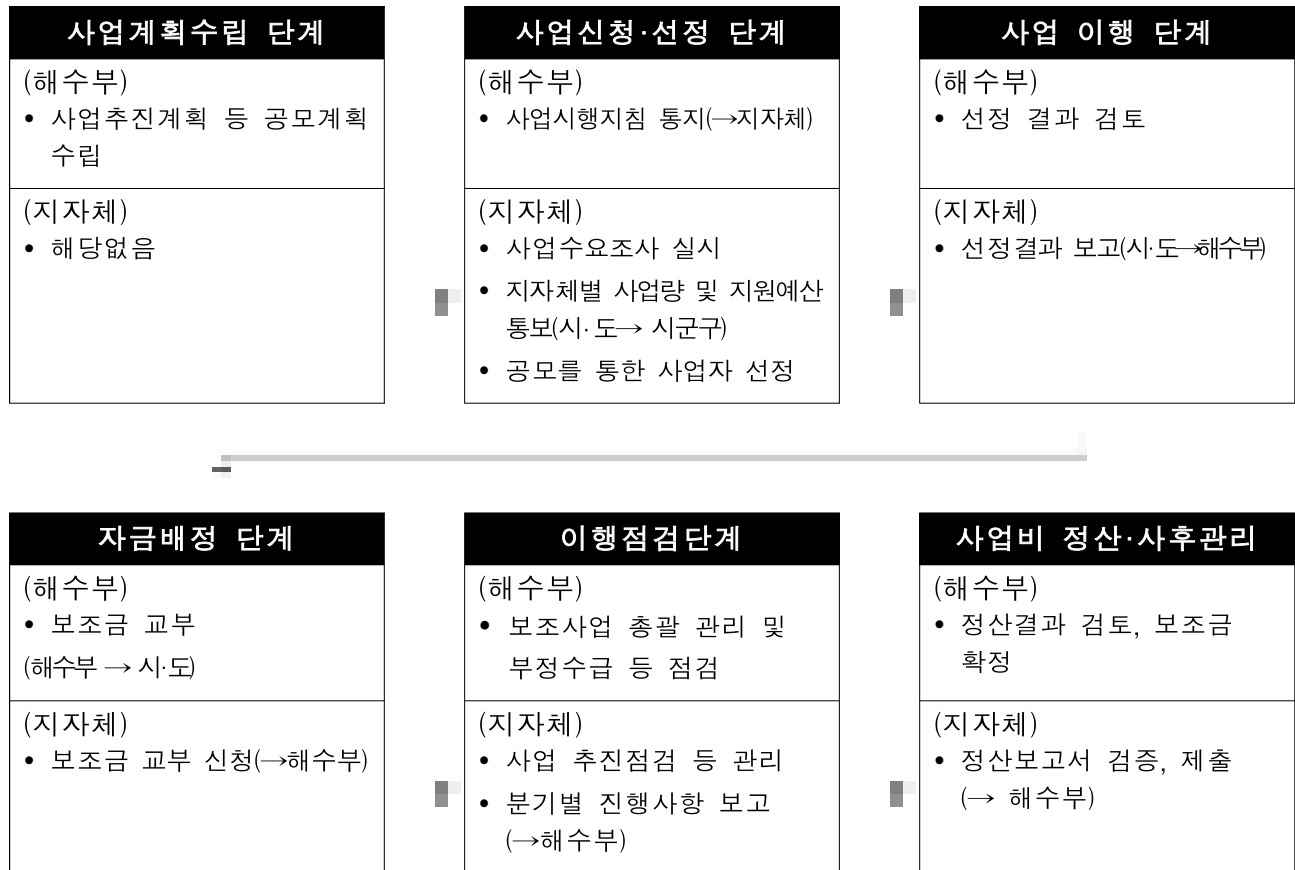 사업계획수립 단계
(해수부)
• 사업추진계획 등 공모계획
수립
(지자체)
• 해당없음
사업신청·선정 단계
(해수부)
• 사업시행지침 통지(→지자체)
(지자체)
• 사업수요조사 실시
• 지자체별 사업량 및 지원예산
통보(시·도→ 시군구)
• 공모를 통한 사업자 선정
사업 이행 단계
(해수부)
• 선정 결과 검토
(지자체)
• 선정결과 보고(시·도→해수부)
자금배정 단계
(해수부)
• 보조금 교부
(해수부 → 시·도)
(지자체)
• 보조금 교부 신청(→해수부)
이행점검단계
(해수부)
• 보조사업 총괄 관리 및
부정수급 등 점검
(지자체)
• 사업 추진점검 등 관리
• 분기별 진행사항 보고
(→해수부)
사업비 정산·사후관리
(해수부)
• 정산결과 검토, 보조금
확정
(지자체)
• 정산보고서 검증, 제출
(→ 해수부)